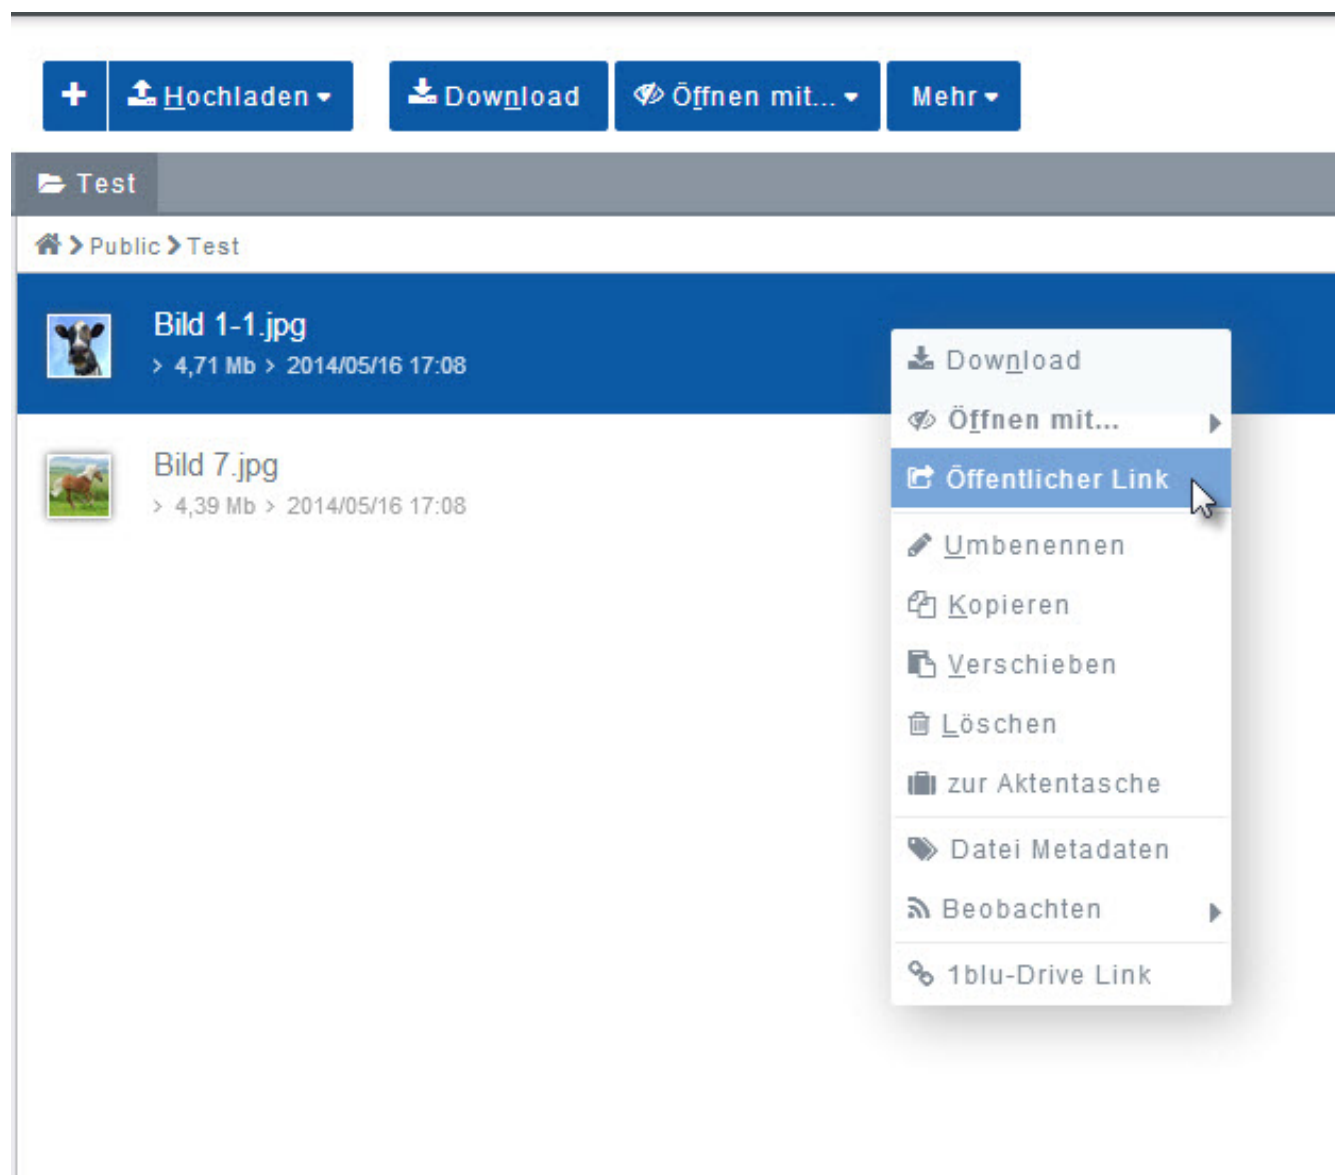 Hochladen
Download
Öffnen mit...
Mehr
Test
Public > Test
Bild 1-1.jpg
> 4,71 Mb > 2014/05/16 17:08
Bild 7.jpg
> 4,39 Mb > 2014/05/16 17:08
Download
Öffnen mit...
Öffentlicher Link
Umbenennen
Kopieren
Verschieben
Löschen
zur Aktentasche
Datei Metadaten
Beobachten
1blu-Drive Link